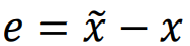 e = x̃ − x